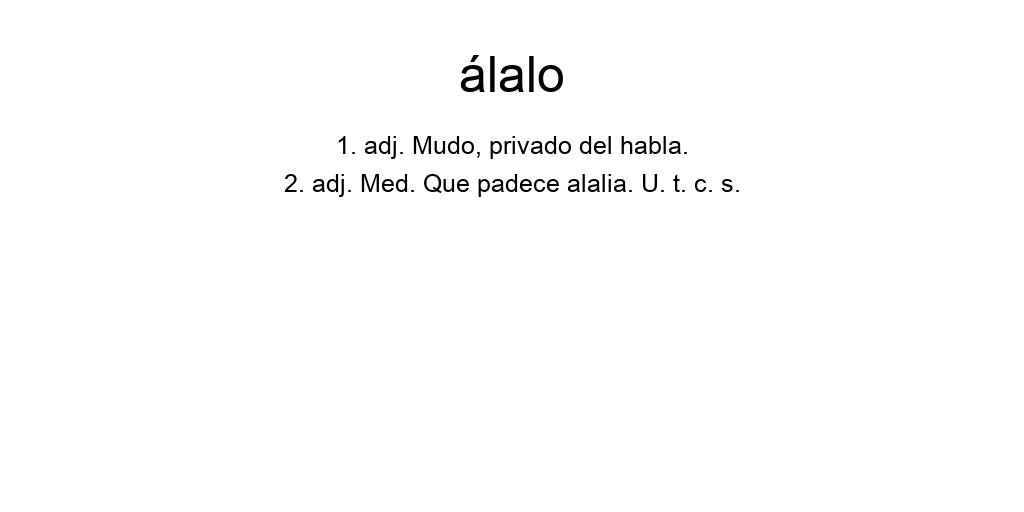 álalo
1. adj. Mudo, privado del habla.
2. adj. Med. Que padece alalia. U. t. c. s.